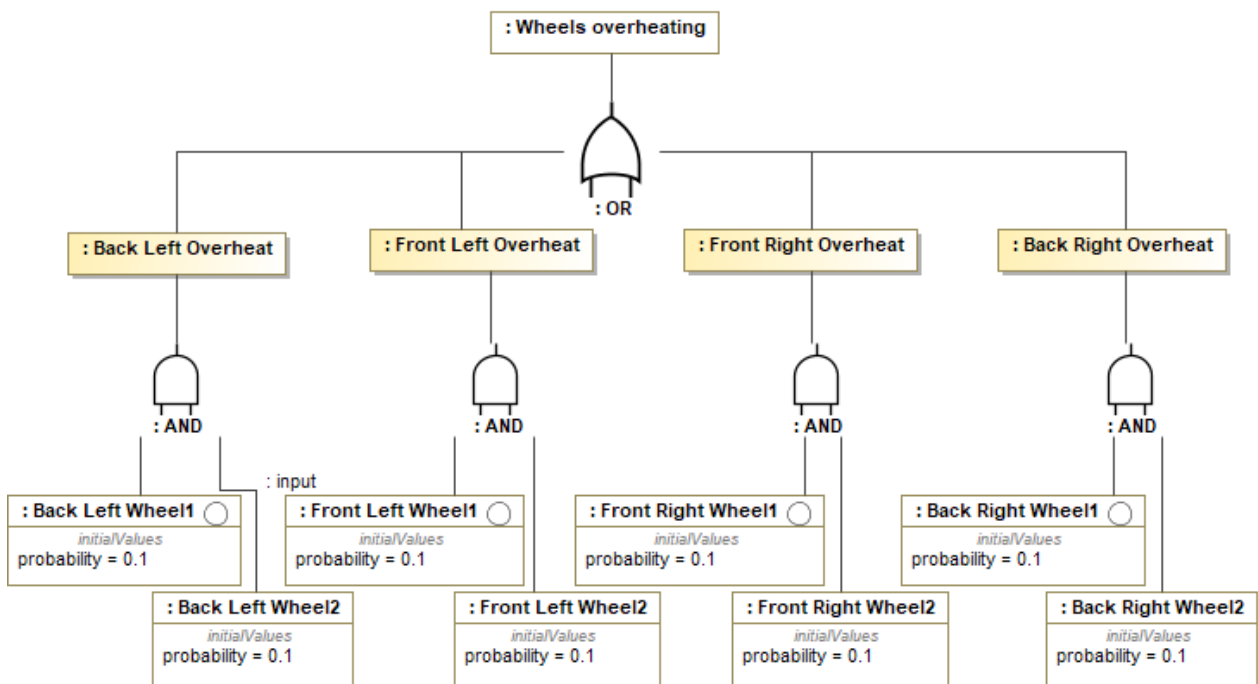 : Wheels overheating
: OR
: Back Left Overheat
: Front Left Overheat
: Front Right Overheat
: Back Right Overheat
: AND
: AND
: AND
: AND
: input
: Back Left Wheel1
initialValues
probability = 0.1
: Front Left Wheel1
initialValues
probability = 0.1
: Front Right Wheel1
initialValues
probability = 0.1
: Back Right Wheel1
initialValues
probability = 0.1
: Back Left Wheel2
initialValues
probability = 0.1
: Front Left Wheel2
initialValues
probability = 0.1
: Front Right Wheel2
initialValues
probability = 0.1
: Back Right Wheel2
initialValues
probability = 0.1